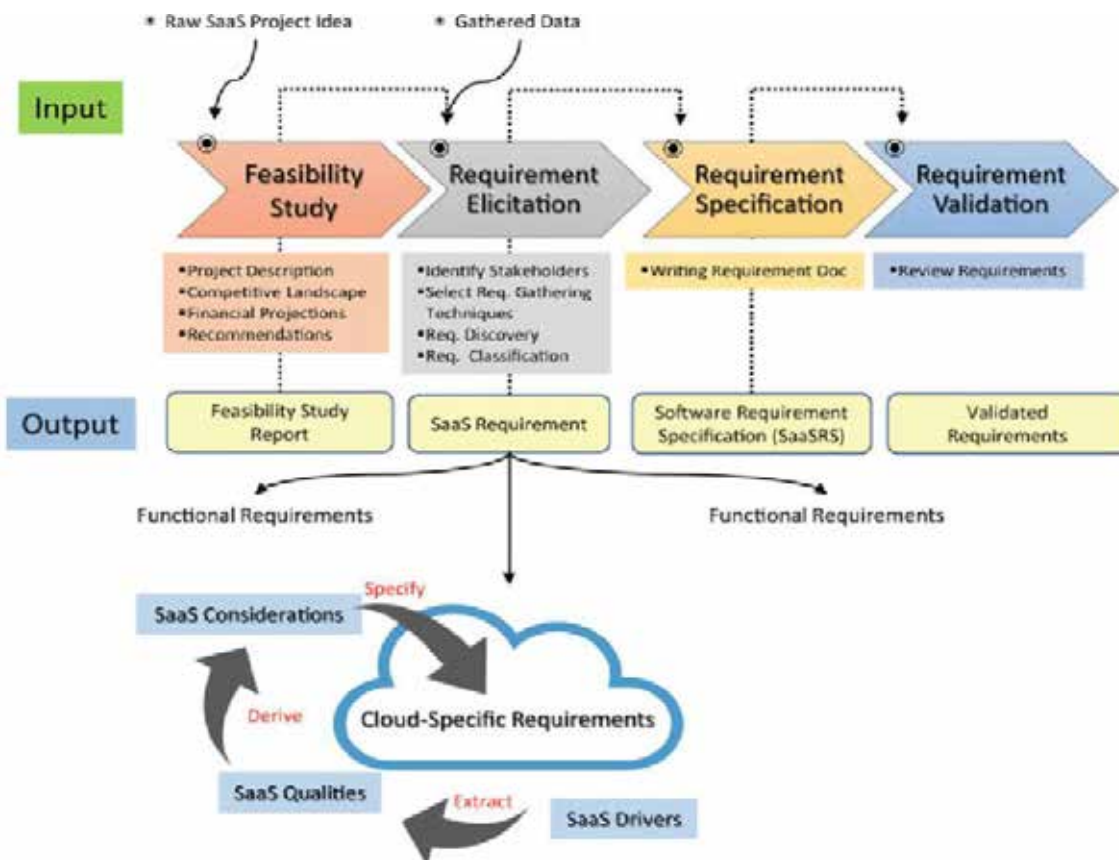 * Raw SaaS Project Idea
* Gathered Data
Input
Feasibility
Study
Requirement
Elicitation
Requirement
Specification
Requirement
Validation
▪Project Description
▪Competitive Landscape
▪Financial Projections
▪Recommendations
▪Identify Stakeholders
▪Select Req. Gathering
Techniques
▪Req. Discovery
▪Req. Classification
▪Writing Requirement Doc
▪Review Requirements
Output
Feasibility Study
Report
SaaS Requirement
Software Requirement
Specification (SaaSRS)
Validated
Requirements
Functional Requirements
Functional Requirements
Specify
SaaS Considerations
Cloud-Specific Requirements
Derive
SaaS Qualities
Extract
SaaS Drivers